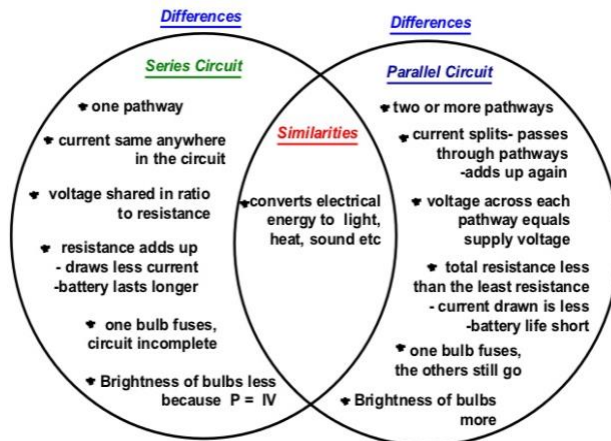 Differences
Series Circuit
one pathway
current same anywhere
in the circuit
voltage shared in ratio
to resistance
resistance adds up
- draws less current
-battery lasts longer
one bulb fuses,
circuit incomplete
Brightness of bulbs less
because P = IV
Similarities
converts electrical
energy to light,
heat, sound etc
Differences
Parallel Circuit
two or more pathways
current splits- passes
through pathways
-adds up again
voltage across each
pathway equals
supply voltage
total resistance less
than the least resistance
- current drawn is less
-battery life short
one bulb fuses,
the others still go
Brightness of bulbs
more